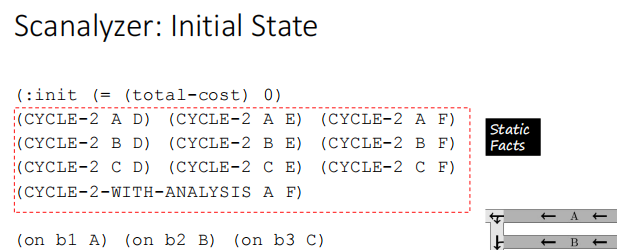 Scanalyzer: Initial State
(:init (= (total-cost) 0)
(CYCLE-2 A D) (CYCLE-2 A E) (CYCLE-2 A F)
(CYCLE-2 B D) (CYCLE-2 B E) (CYCLE-2 B F)
(CYCLE-2 C D) (CYCLE-2 C E) (CYCLE-2 C F)
(CYCLE-2-WITH-ANALYSIS A F)
Static
Facts
A
(on b1 A) (on b2 B) (on b3 C)
B